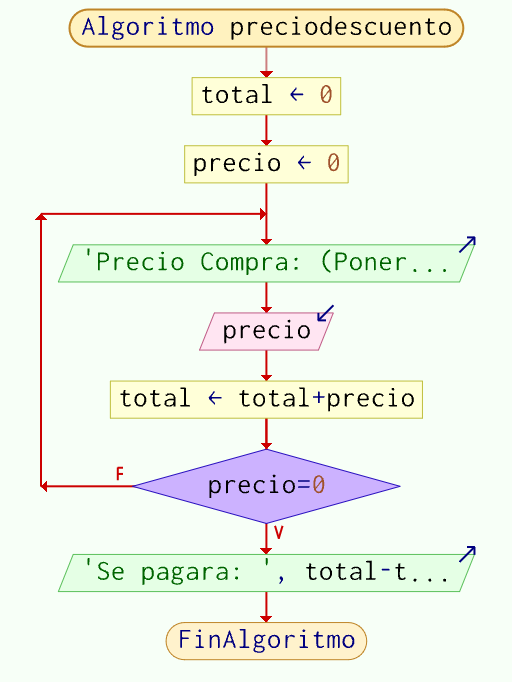 Algoritmo preciodescuento
total ← 0
precio ← 0
'Precio Compra: (Poner...
precio
total ← total+precio
F
precio=0
V
'Se pagara: ', total-t...
FinAlgoritmo